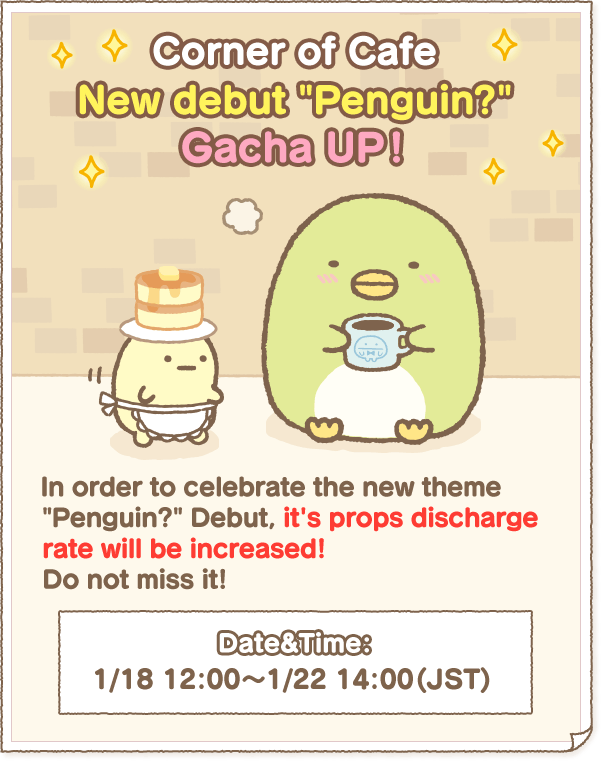 Corner of Cafe
New debut "Penguin?"
Gacha UP!
In order to celebrate the new theme
"Penguin?" Debut, it's props discharge
rate will be increased!
Do not miss it!
Date&Time:
1/18 12:00～1/22 14:00(JST)